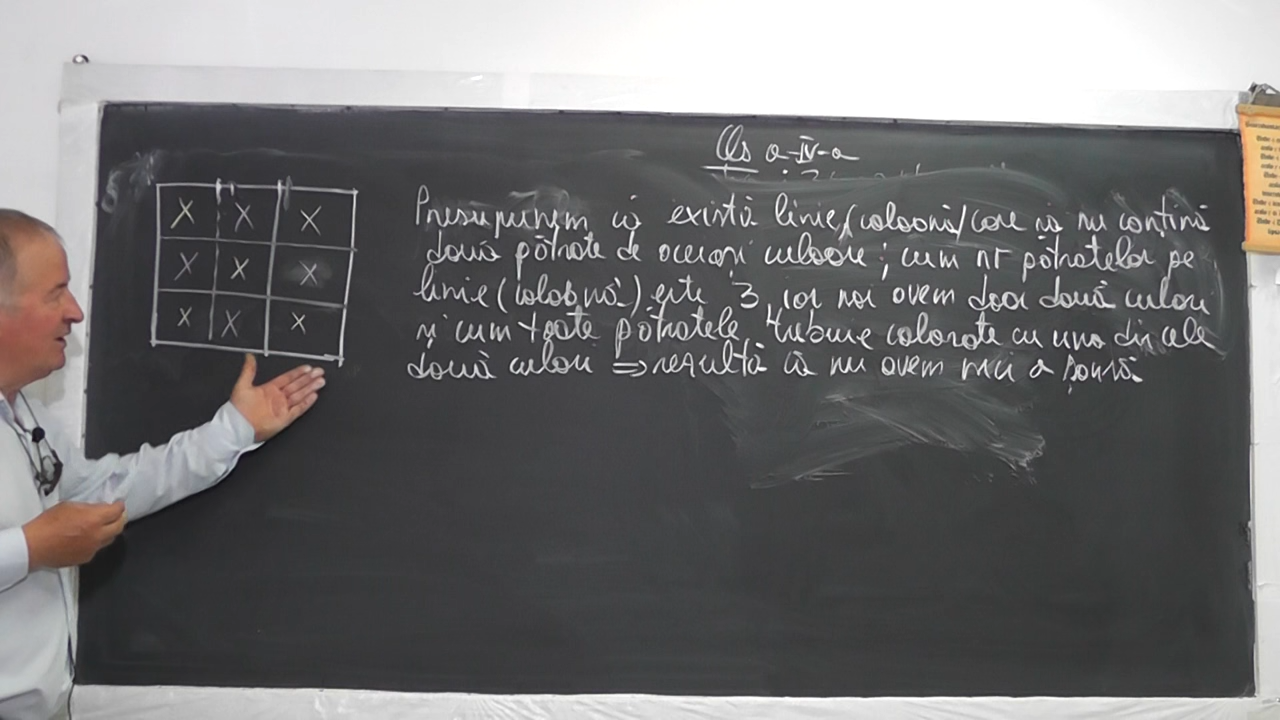 Cls a-IV-a
X X X
X X X
X X X
Presupunem că există linie/coloană/care să nu conțină
două pătrate de aceeași culoare; cum nr pătratelor pe
linie (coloană) este 3, iar noi avem doar două culori
și cum toate pătratele trebuie colorate cu una din cele
două culori ⇒ rezultă că nu avem nici o